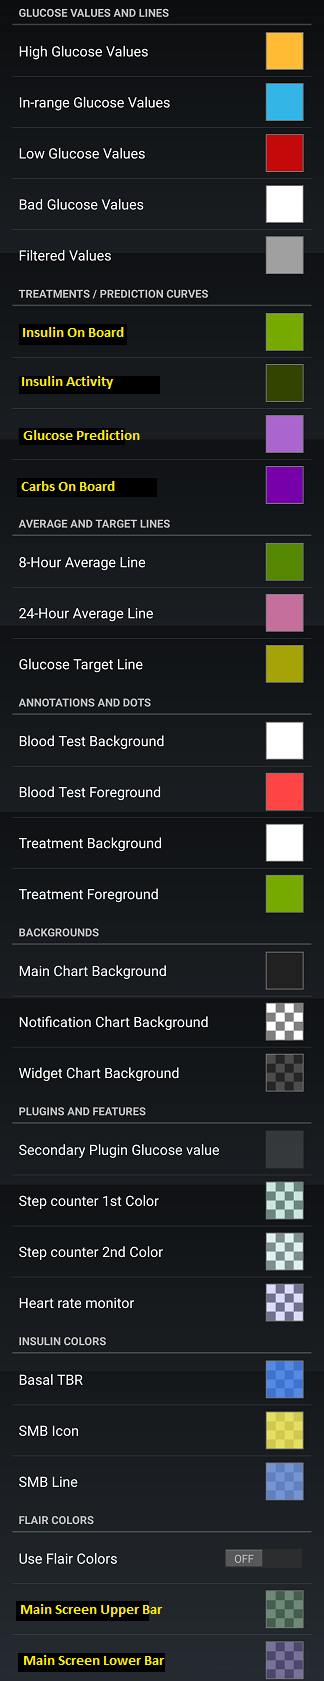 GLUCOSE VALUES AND LINES
High Glucose Values
In-range Glucose Values
Low Glucose Values
Bad Glucose Values
Filtered Values
TREATMENTS / PREDICTION CURVES
Insulin On Board
Insulin Activity
Glucose Prediction
Carbs On Board
AVERAGE AND TARGET LINES
8-Hour Average Line
24-Hour Average Line
Glucose Target Line
ANNOTATIONS AND DOTS
Blood Test Background
Blood Test Foreground
Treatment Background
Treatment Foreground
BACKGROUNDS
Main Chart Background
Notification Chart Background
Widget Chart Background
PLUGINS AND FEATURES
Secondary Plugin Glucose value
Step counter 1st Color
Step counter 2nd Color
Heart rate monitor
INSULIN COLORS
Basal TBR
SMB Icon
SMB Line
FLAIR COLORS
Use Flair Colors OFF
Main Screen Upper Bar
Main Screen Lower Bar